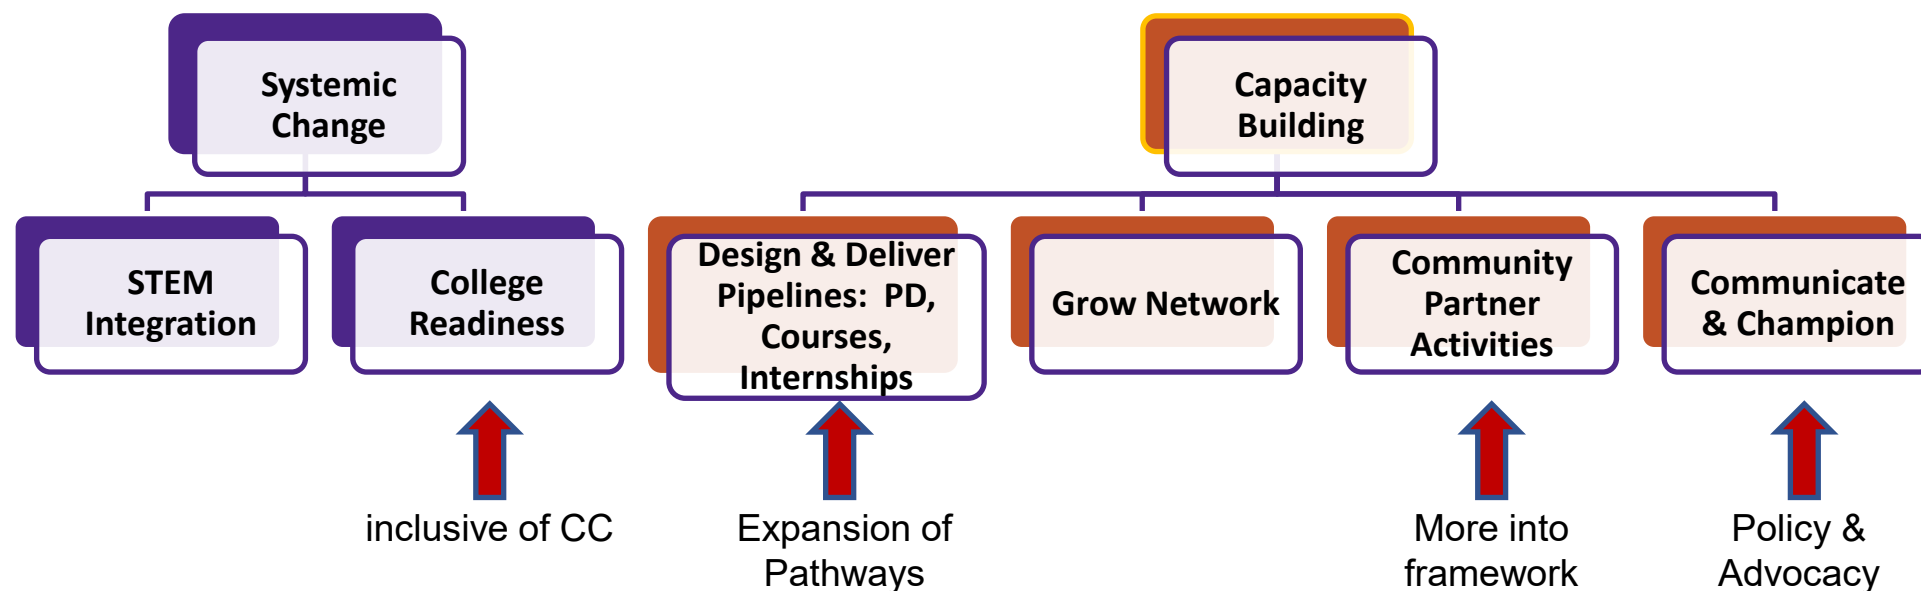 Systemic
Change
Capacity
Building
STEM
Integration
College
Readiness
Design & Deliver
Pipelines:  PD,
Courses,
Internships
Grow Network
Community
Partner
Activities
Communicate
& Champion
inclusive of CC
Expansion of
Pathways
More into
framework
Policy &
Advocacy